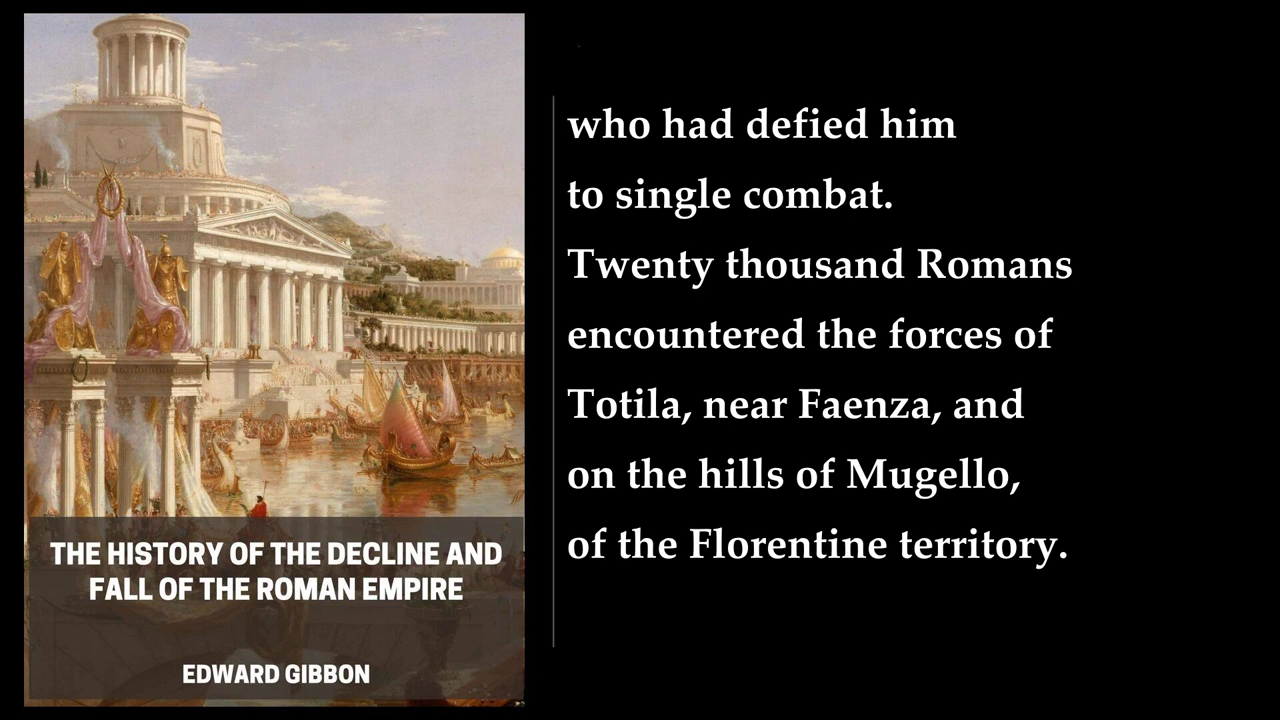 who had defied him
to single combat.
Twenty thousand Romans
encountered the forces of
Totila, near Faenza, and
on the hills of Mugello,
of the Florentine territory.
THE HISTORY OF THE DECLINE AND
FALL OF THE ROMAN EMPIRE
EDWARD GIBBON